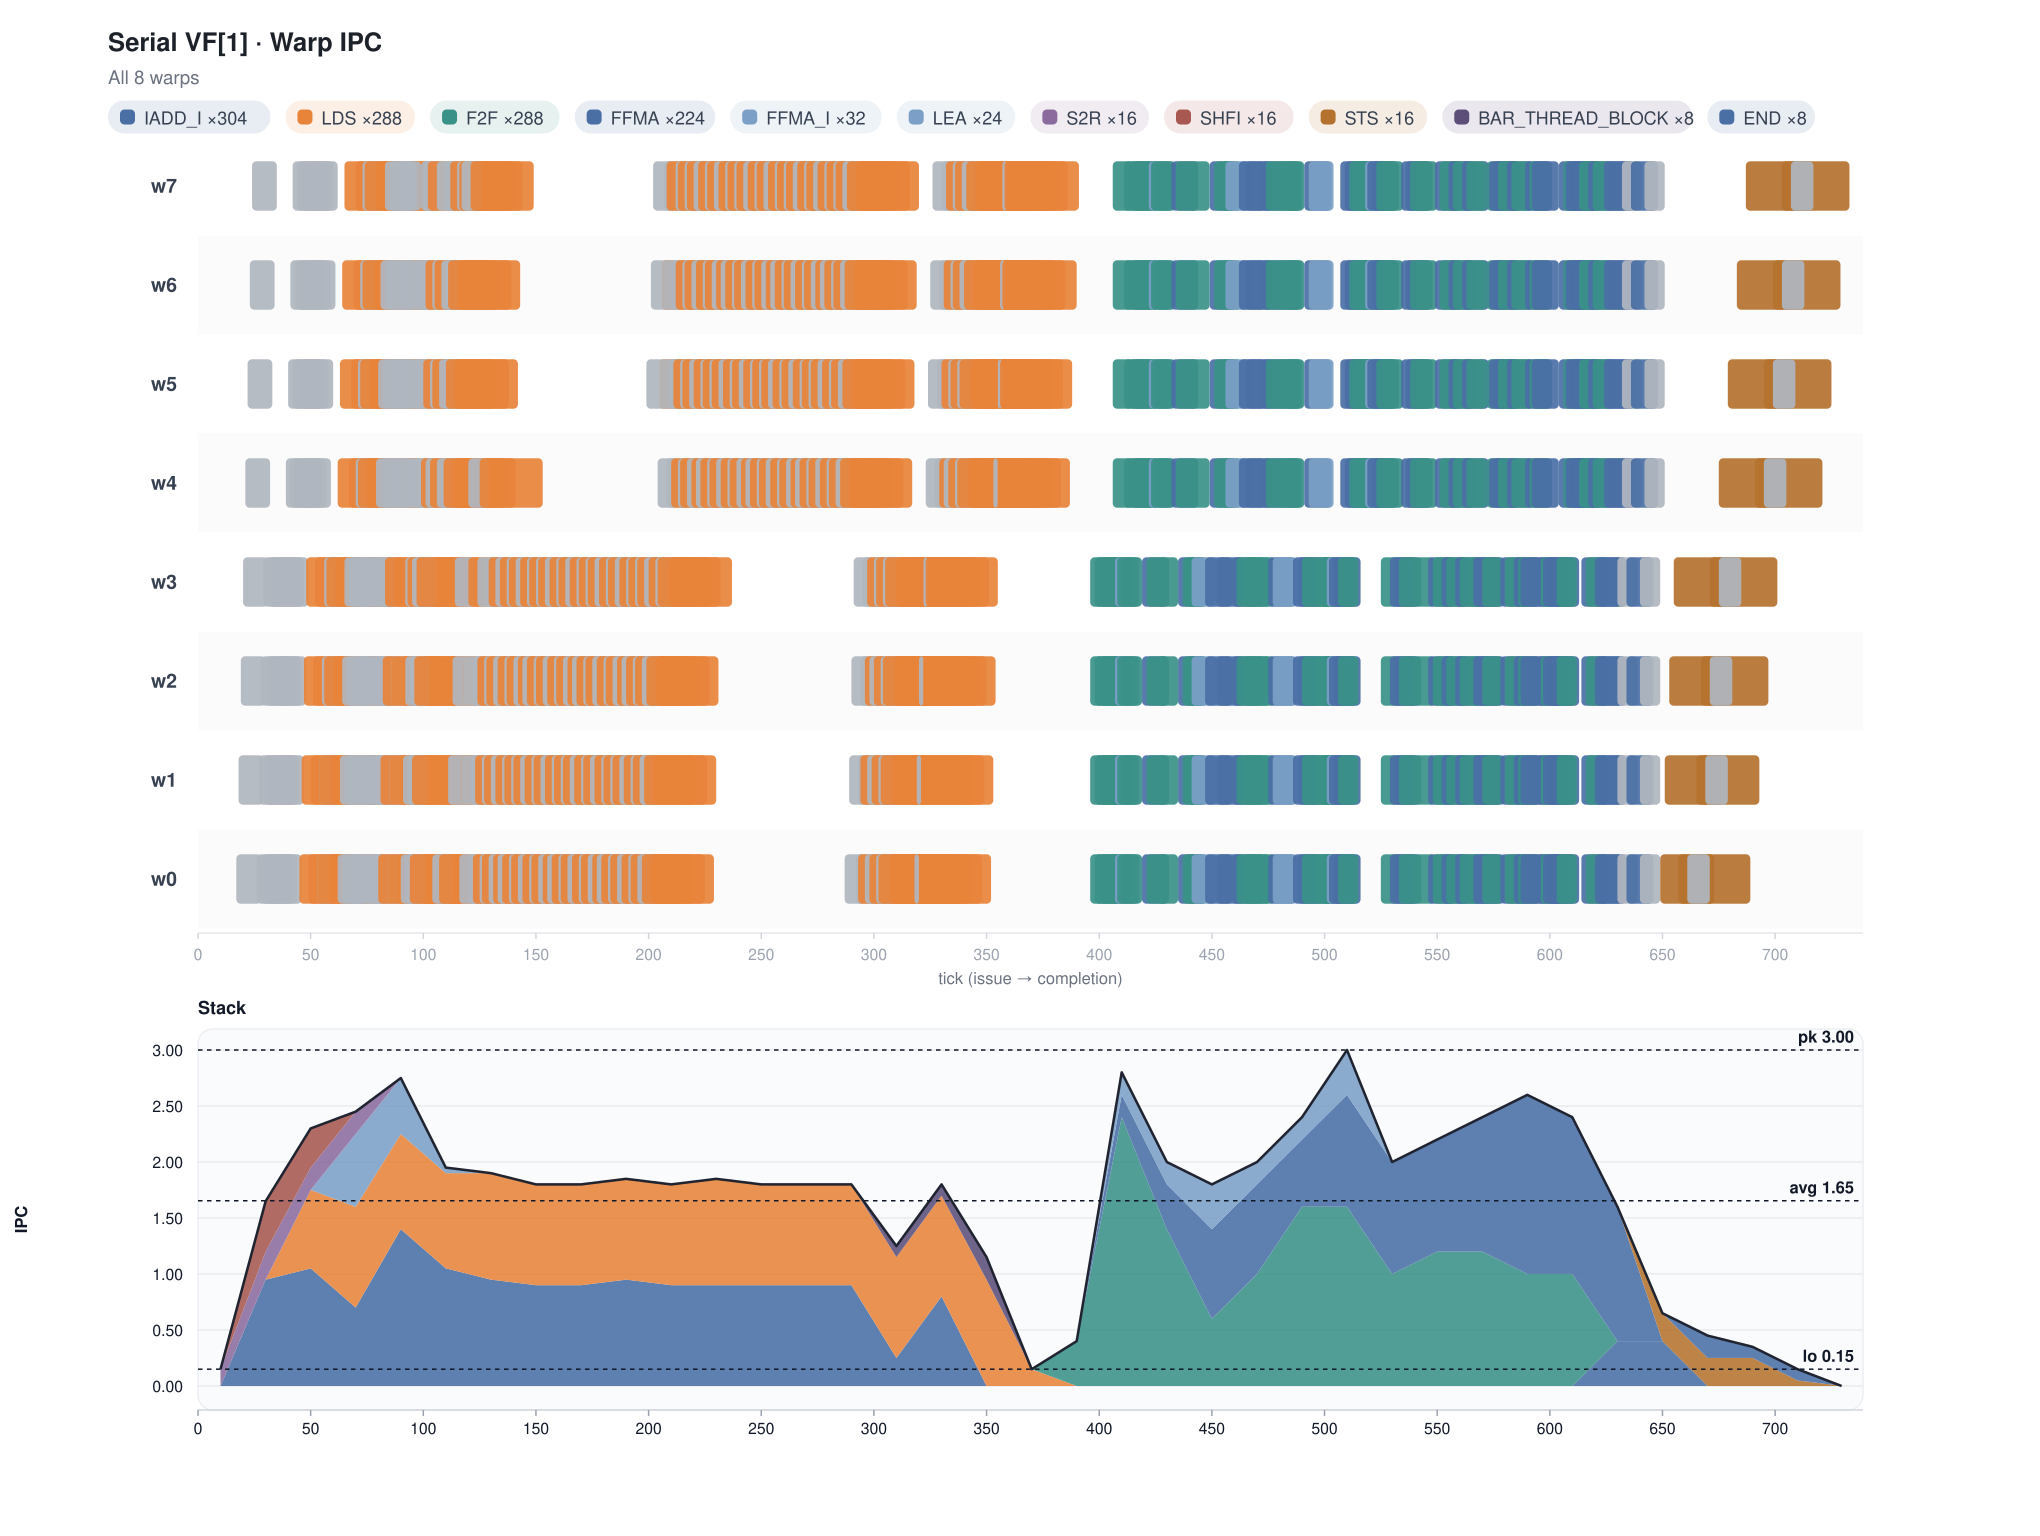 Serial VF[1] · Warp IPC
All 8 warps
IADD_I ×304 LDS ×288 F2F ×288 FFMA ×224 FFMA_I ×32 LEA ×24 S2R ×16 SHFI ×16 STS ×16 BAR_THREAD_BLOCK ×8 END ×8
w7
w6
w5
w4
w3
w2
w1
w0
0 50 100 150 200 250 300 350 400 450 500 550 600 650 700
tick (issue → completion)
Stack
pk 3.00
3.00
2.50
2.00
avg 1.65
1.50
1.00
0.50
lo 0.15
0.00
IPC
0 50 100 150 200 250 300 350 400 450 500 550 600 650 700